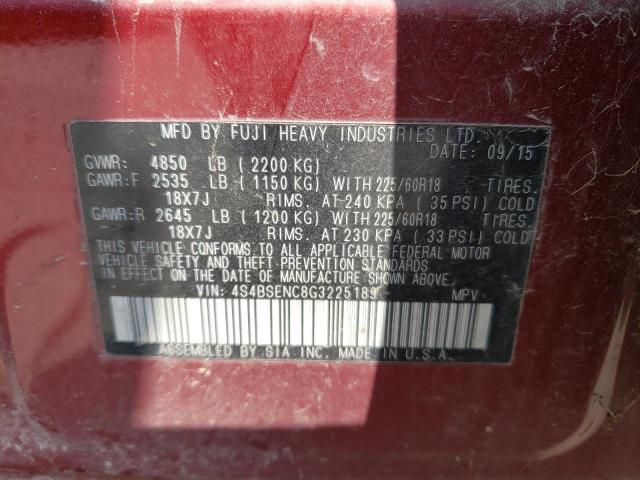 MFD BY FUJI HEAVY INDUSTRIES LTD.
DATE: 09/15
GVWR: 4850 LB (2200 KG)
GAWR:F 2535 LB (1150 KG) WITH 225/60R18 TIRES.
18X7J RIMS. AT 240 KPA (35 PSI) COLD
GAWR:R 2645 LB (1200 KG) WITH 225/60R18 TIRES.
18X7J RIMS. AT 230 KPA (33 PSI) COLD
THIS VEHICLE CONFORMS TO ALL APPLICABLE FEDERAL MOTOR
VEHICLE SAFETY AND THEFT PREVENTION STANDARDS
IN EFFECT ON THE DATE OF MANUFACTURE SHOWN ABOVE.
VIN: 4S4BSENC8G3225189 MPV
ASSEMBLED BY SIA.INC. MADE IN U.S.A.